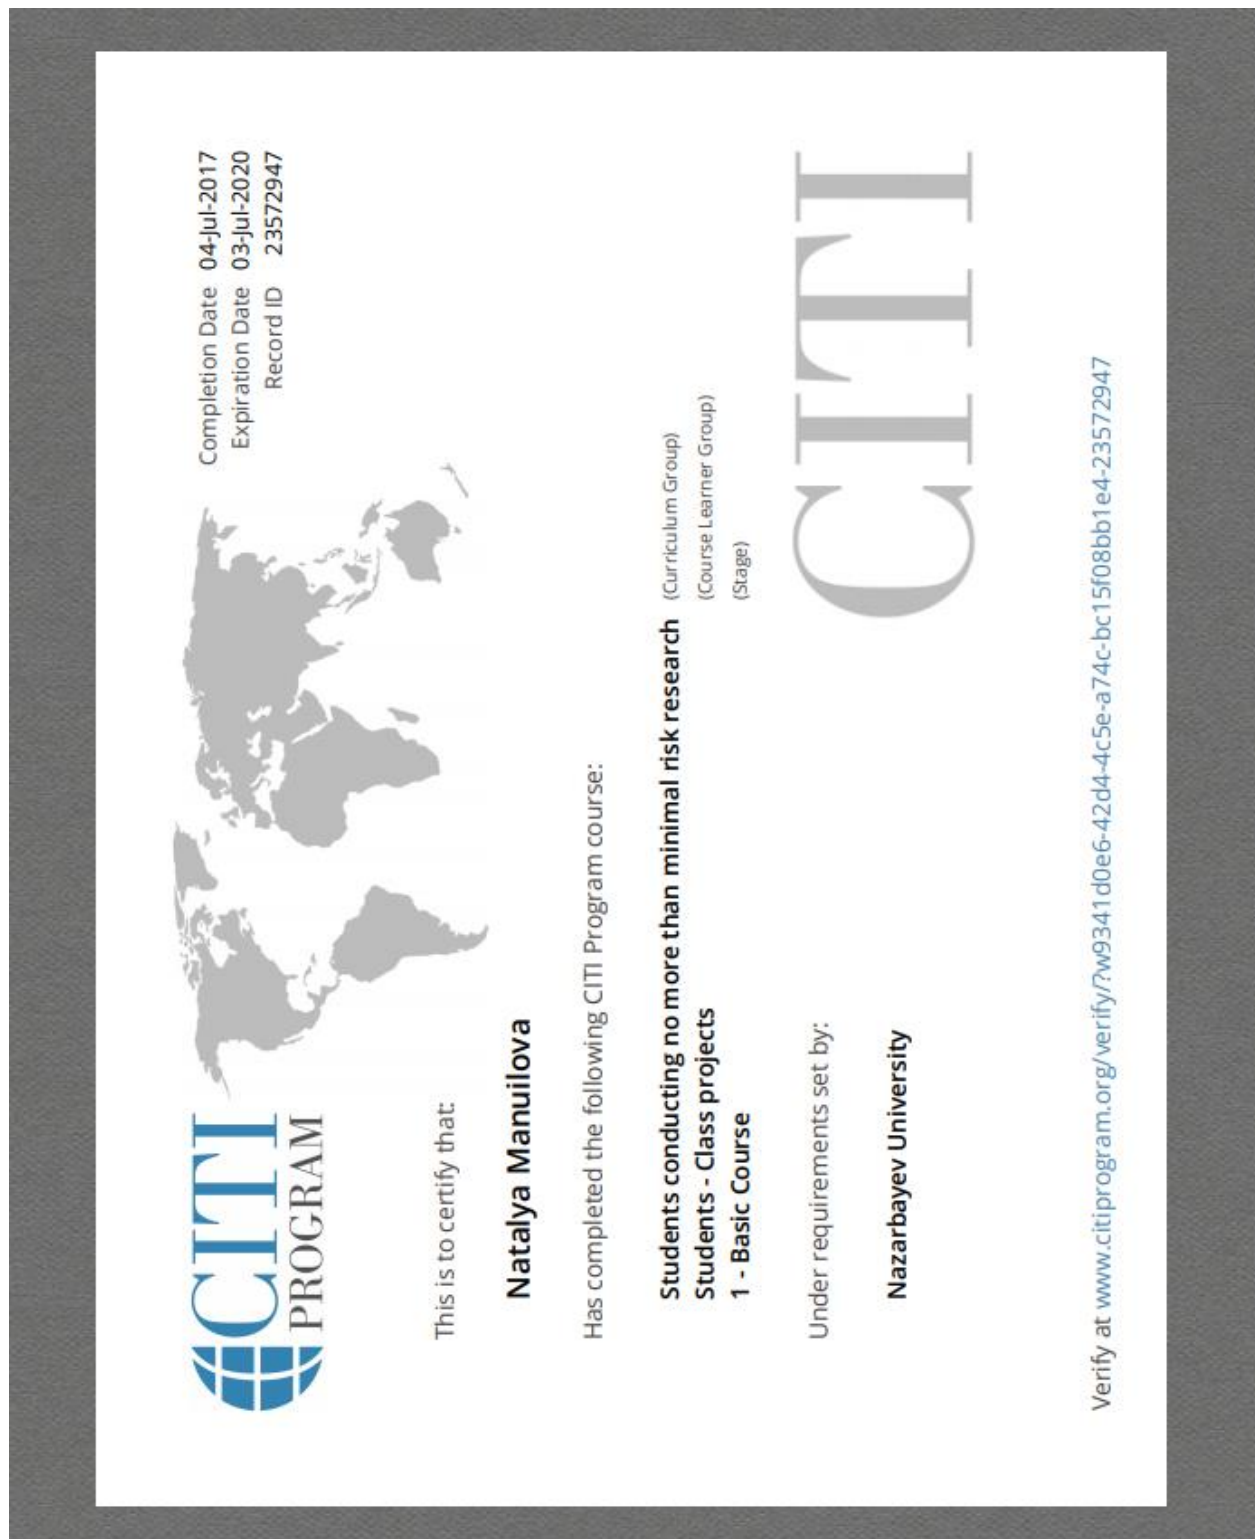 CITI
PROGRAM
Completion Date 04-Jul-2017
Expiration Date 03-Jul-2020
Record ID 23572947
This is to certify that:
Natalya Manuilova
Has completed the following CITI Program course:
Students conducting no more than minimal risk research (Curriculum Group)
Students - Class projects (Course Learner Group)
1 - Basic Course (Stage)
Under requirements set by:
Nazarbayev University
CITI
Verify at www.citiprogram.org/verify/?w9341d0e6-42d4-4c5e-a74c-bc15f08bb1e4-23572947